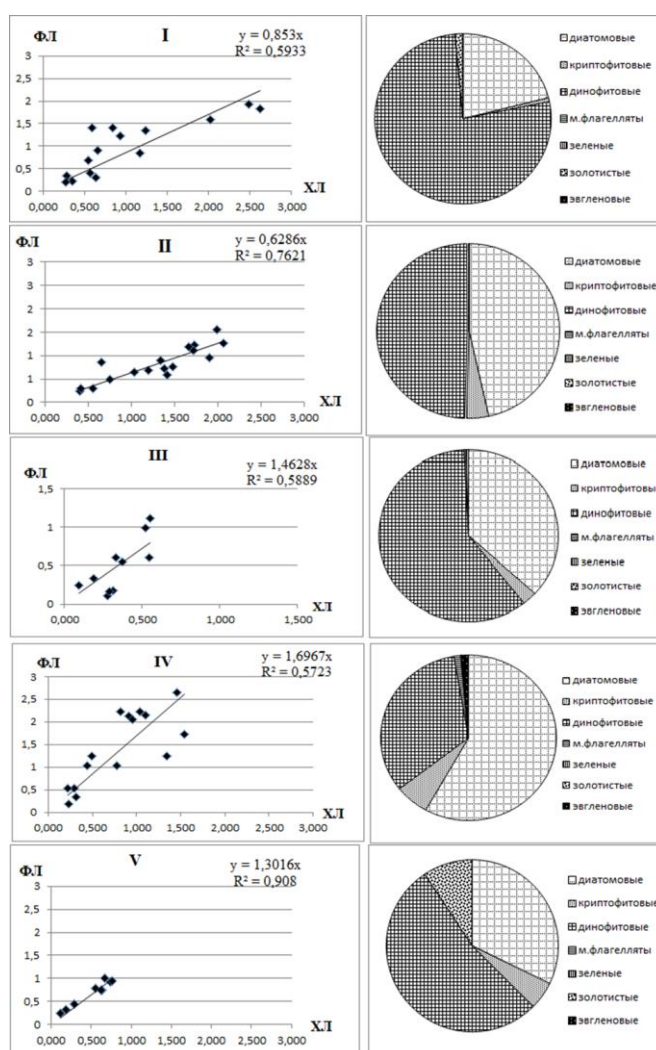 ФЛ
I
y = 0,853x
R² = 0,5933
3
2,5
2
1,5
1
0,5
0
0,000 0,500 1,000 1,500 2,000 2,500 3,000
ХЛ
диатомовые
криптофитовые
динофитовые
м.флагелляты
зеленые
золотистые
эвгленовые
ФЛ
II
y = 0,6286x
R² = 0,7621
3
3
2
2
1
1
0
0,000 0,500 1,000 1,500 2,000 2,500 3,000
ХЛ
диатомовые
криптофитовые
динофитовые
м.флагелляты
зеленые
золотистые
эвгленовые
III
y = 1,4628x
R² = 0,5889
ФЛ
1,5
1
0,5
0
0,000 0,500 1,000 1,500
ХЛ
диатомовые
криптофитовые
динофитовые
м.флагелляты
зеленые
золотистые
эвгленовые
ФЛ
IV
y = 1,6967x
R² = 0,5723
3
2,5
2
1,5
1
0,5
0
0,000 0,500 1,000 1,500 2,000 2,500 3,000
ХЛ
диатомовые
криптофитовые
динофитовые
м.флагелляты
зеленые
золотистые
эвгленовые
ФЛ
V
y = 1,3016x
R² = 0,908
3
2,5
2
1,5
1
0,5
0
0,000 0,500 1,000 1,500 2,000 2,500 3,000
ХЛ
диатомовые
криптофитовые
динофитовые
м.флагелляты
зеленые
золотистые
эвгленовые